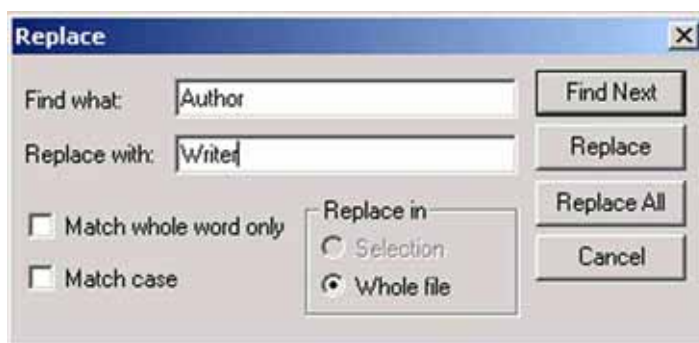 Replace
Find what: Author
Find Next
Replace with: Writer
Replace
Match whole word only
Replace in
Replace All
Selection
Match case
Whole file
Cancel